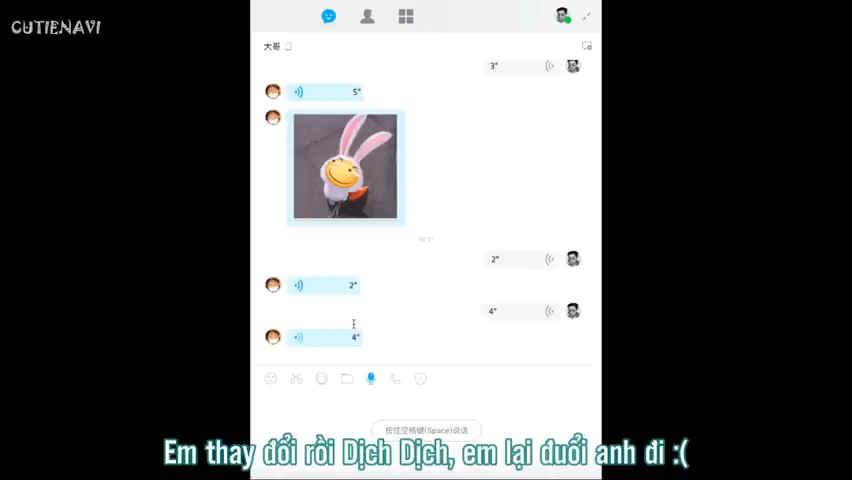 CUTIENAVI
大哥
3"
5"
2"
2"
4"
4"
按住空格键(Space)说话
Em thay đổi rồi Dịch Dịch, em lại đuổi anh đi :(